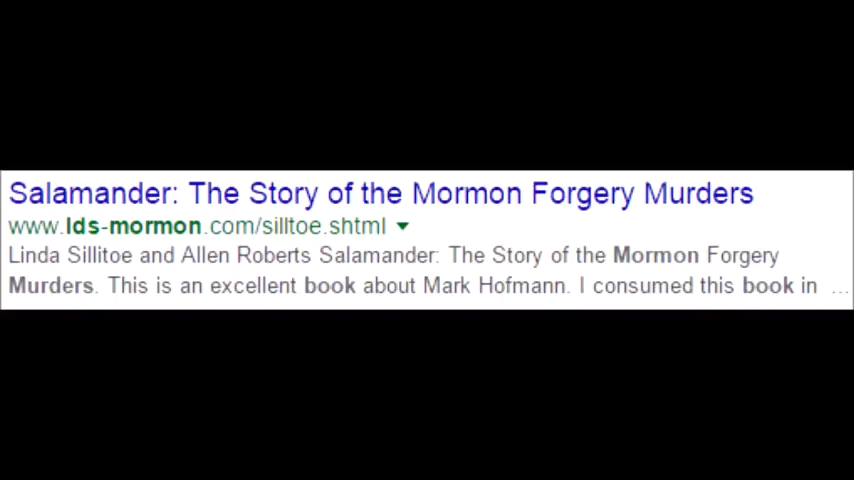 Salamander: The Story of the Mormon Forgery Murders
www.lds-mormon.com/silltoe.shtml
Linda Sillitoe and Allen Roberts Salamander: The Story of the Mormon Forgery
Murders. This is an excellent book about Mark Hofmann. I consumed this book in ...